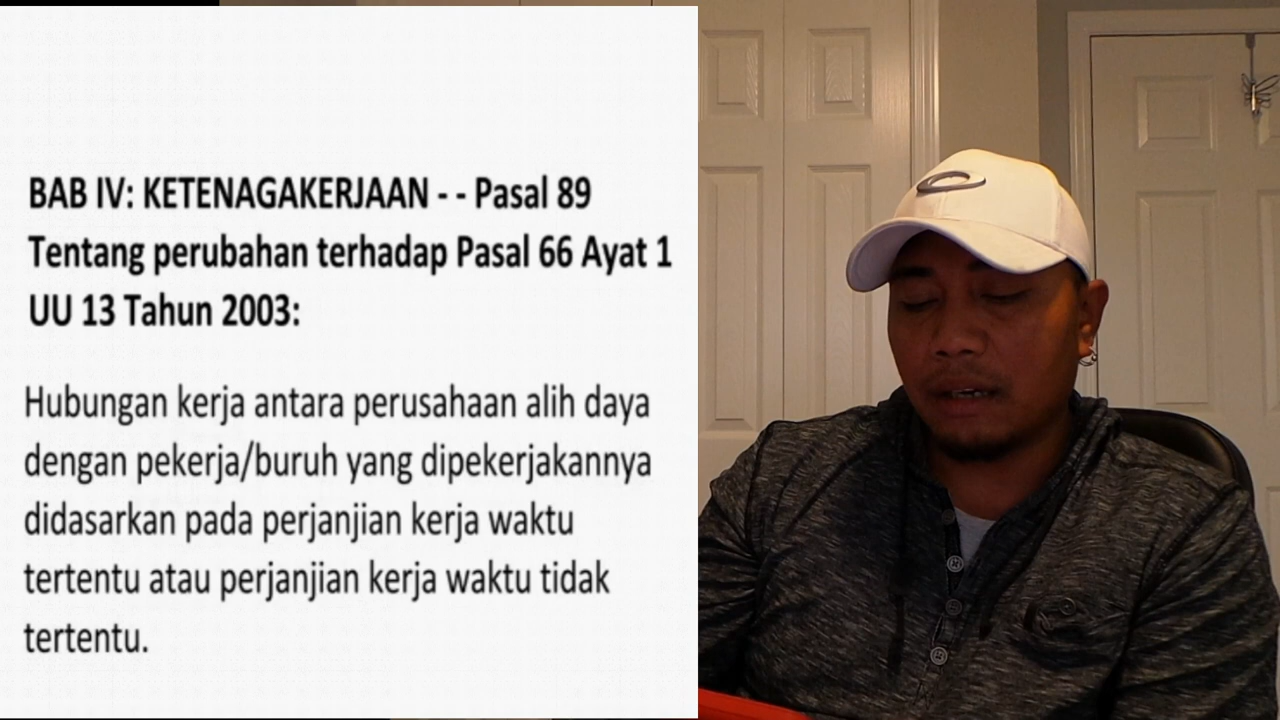 BAB IV: KETENAGAKERJAAN - - Pasal 89
Tentang perubahan terhadap Pasal 66 Ayat 1
UU 13 Tahun 2003:
Hubungan kerja antara perusahaan alih daya
dengan pekerja/buruh yang dipekerjakannya
didasarkan pada perjanjian kerja waktu
tertentu atau perjanjian kerja waktu tidak
tertentu.